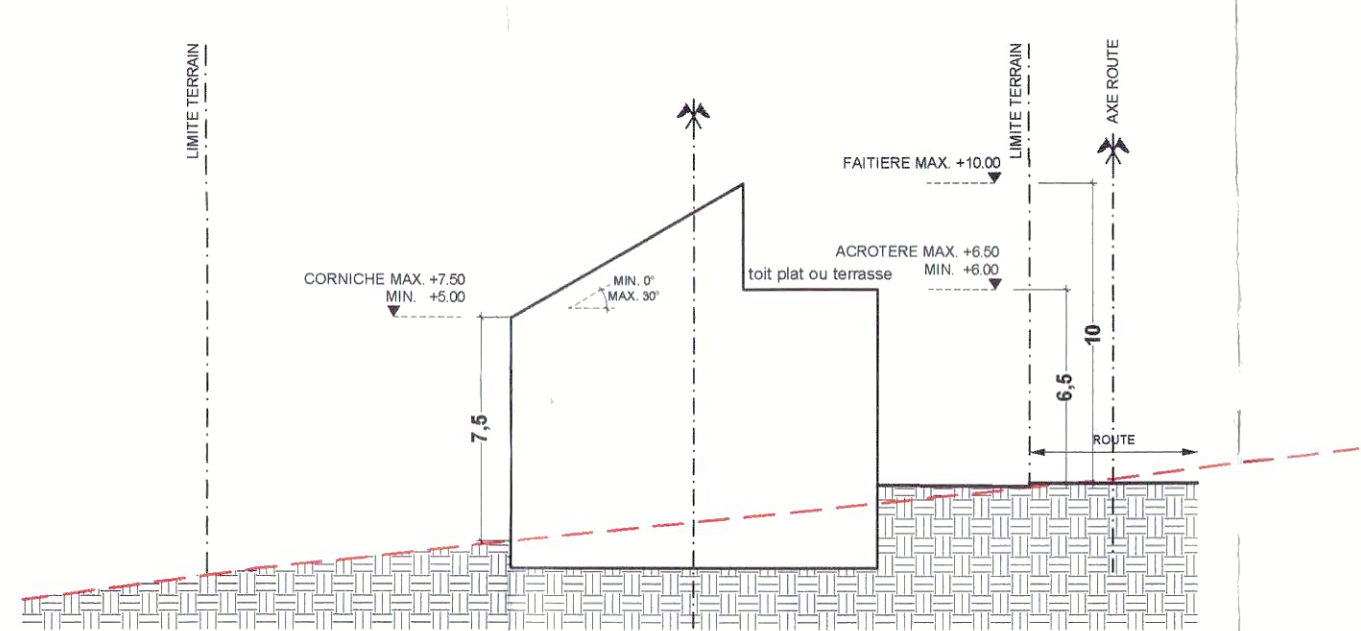 LIMITE TERRAIN
LIMITE TERRAIN
AXE ROUTE
FAITIERE MAX. +10.00
ACROTERE MAX. +6.50
MIN. +6.00
toit plat ou terrasse
CORNICHE MAX. +7.50
MIN. +5.00
MIN. 0°
MAX. 30°
10
6,5
7,5
ROUTE